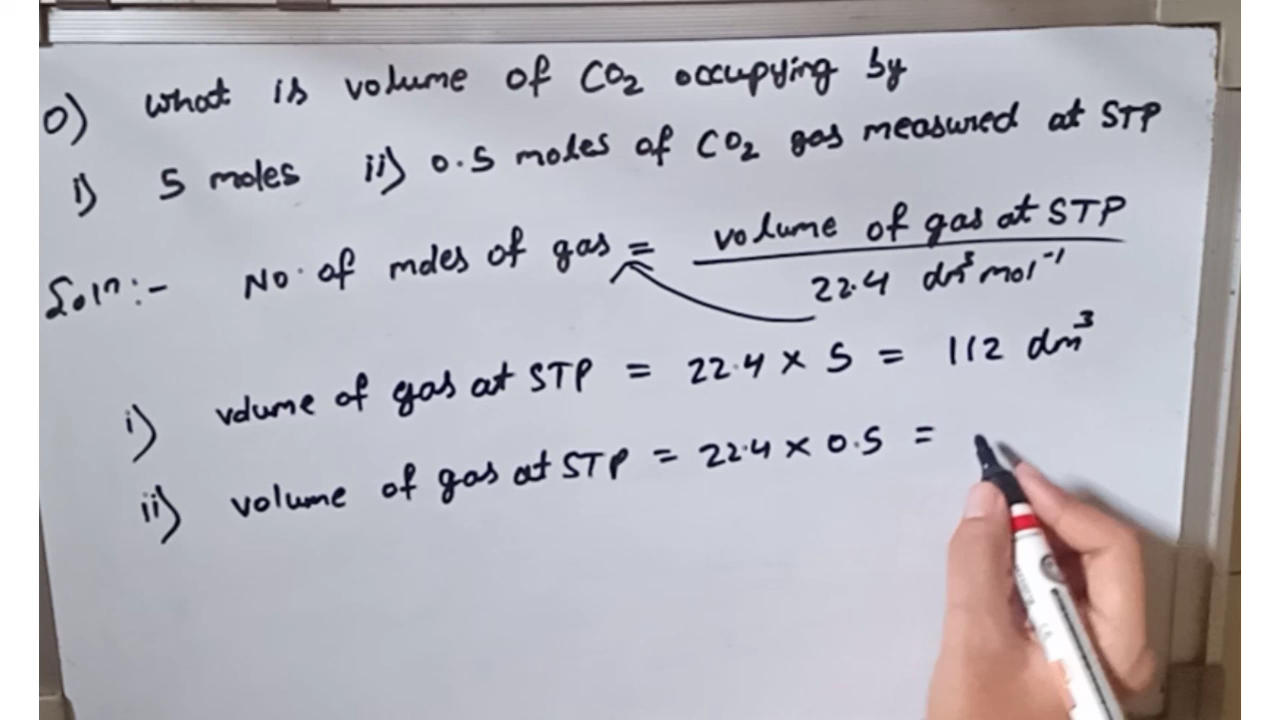 Q) what is volume of CO₂ occupying by
i) 5 moles ii) 0.5 moles of CO₂ gas measured at STP
Soln:- No. of moles of gas = volume of gas at STP
22.4 dm³ mol⁻¹
i) volume of gas at STP = 22.4 × 5 = 112 dm³
ii) volume of gas at STP = 22.4 × 0.5 =